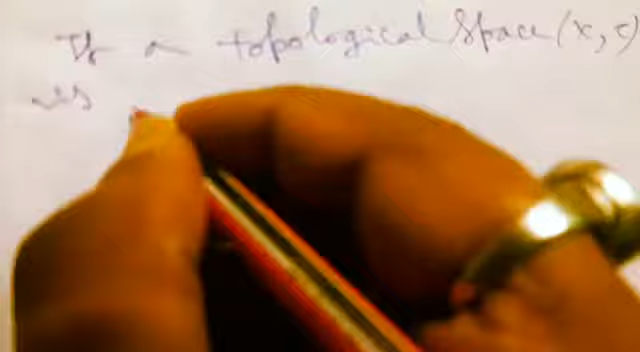 If a topological space (X, τ)
is